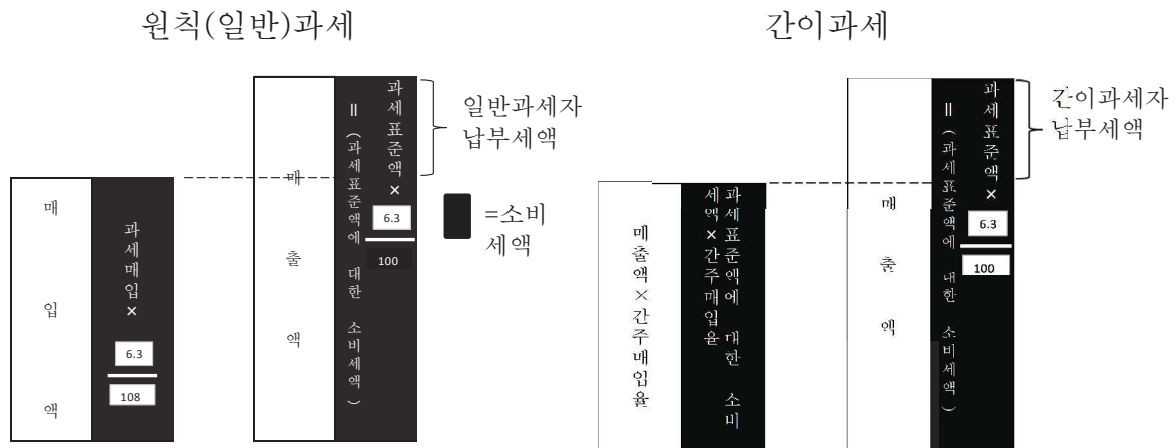 원칙(일반)과세
매입액
과세매입×
6.3
108
매출액
과세표준액×
6.3
100
=(과세표준액에 대한 소비세액)
일반과세자
납부세액
=소비
세액
간이과세
매출액×간주매입율
과세표준액에 대한 소비
세액×간주매입율
매출액
과세표준액×
6.3
100
=(과세표준액에 대한 소비세액)
간이과세자
납부세액